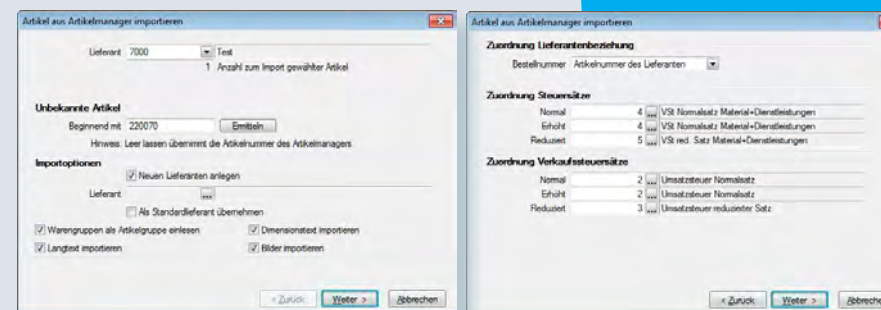 Artikel aus Artikelmanager importieren
Lieferant 7000 Test
1 Anzahl zum Import gewählter Artikel
Unbekannte Artikel
Beginnend mit 220070 Ermitteln
Hinweis: Leer lassen übernimmt die Artikelnummer des Artikelmanagers
Importoptionen
Neuen Lieferanten anlegen
Lieferant ...
Als Standardlieferant übernehmen
Warengruppen als Artikelgruppe einlesen Dimensionstext importieren
Langtext importieren Bilder importieren
< Zurück Weiter > Abbrechen
Artikel aus Artikelmanager importieren
Zuordnung Lieferantenbeziehung
Bestellnummer Artikelnummer des Lieferanten
Zuordnung Steuersätze
Normal 4 ... VSt Normalsatz Material+Dienstleistungen
Erhöht 4 ... VSt Normalsatz Material+Dienstleistungen
Reduziert 5 ... VSt red. Satz Material+Dienstleistungen
Zuordnung Verkaufssteuersätze
Normal 2 ... Umsatzsteuer Normalsatz
Erhöht 2 ... Umsatzsteuer Normalsatz
Reduziert 3 ... Umsatzsteuer reduzierter Satz
< Zurück Weiter > Abbreche